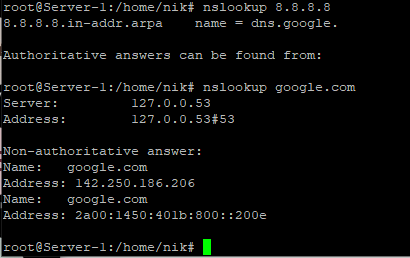 root@Server-1:/home/nik# nslookup 8.8.8.8
8.8.8.8.in-addr.arpa    name = dns.google.
Authoritative answers can be found from:
root@Server-1:/home/nik# nslookup google.com
Server:         127.0.0.53
Address:        127.0.0.53#53
Non-authoritative answer:
Name:   google.com
Address: 142.250.186.206
Name:   google.com
Address: 2a00:1450:401b:800::200e
root@Server-1:/home/nik#